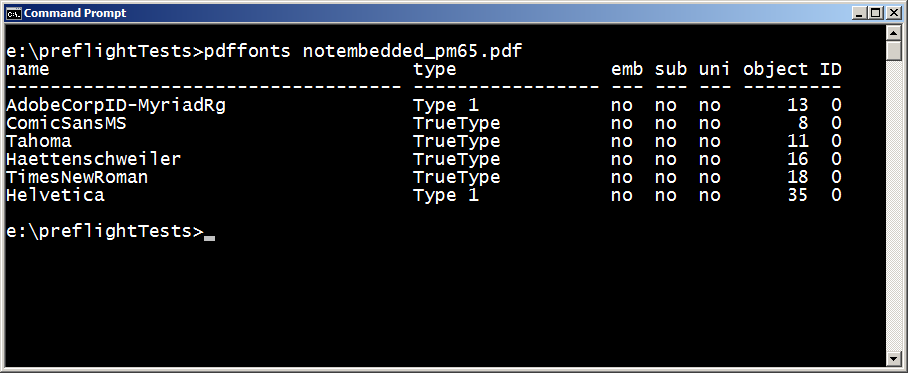 Command Prompt
e:\preflightTests>pdffonts notembedded_pm65.pdf
name                                 type              emb sub uni object ID
------------------------------------ ----------------- --- --- --- ---------
AdobeCorpID-MyriadRg                 Type 1            no  no  no      13  0
ComicSansMS                          TrueType          no  no  no       8  0
Tahoma                               TrueType          no  no  no      11  0
Haettenschweiler                     TrueType          no  no  no      16  0
TimesNewRoman                        TrueType          no  no  no      18  0
Helvetica                            Type 1            no  no  no      35  0
e:\preflightTests>